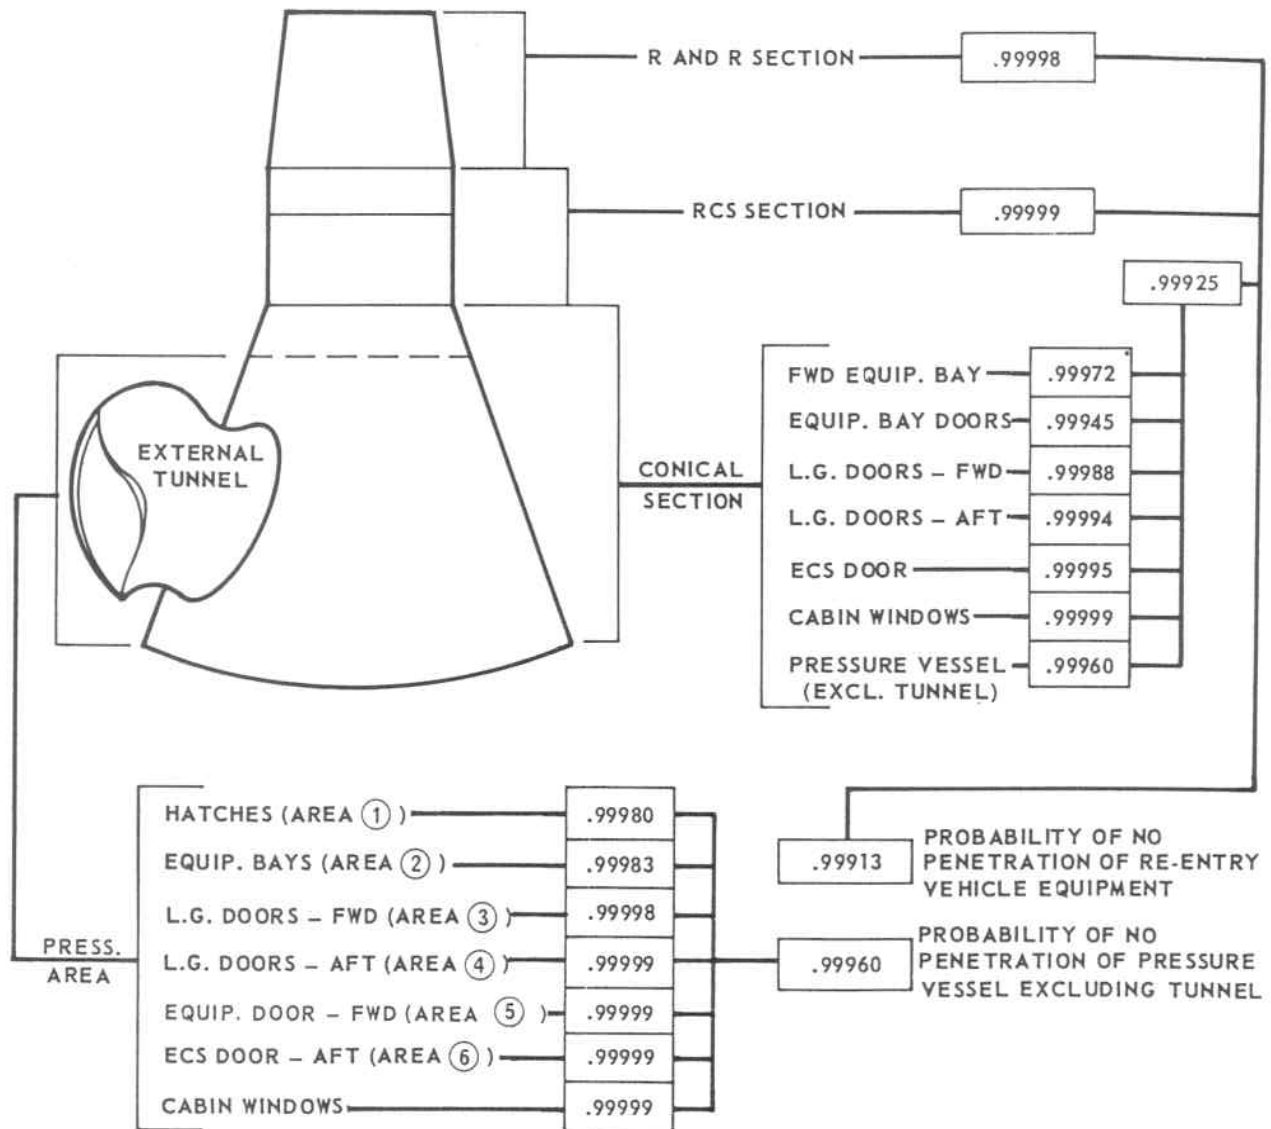 R AND R SECTION .99998
RCS SECTION .99999
.99925
FWD EQUIP. BAY .99972
EQUIP. BAY DOORS .99945
L.G. DOORS – FWD .99988
L.G. DOORS – AFT .99994
ECS DOOR .99995
CABIN WINDOWS .99999
PRESSURE VESSEL .99960
(EXCL. TUNNEL)
CONICAL
SECTION
EXTERNAL
TUNNEL
PRESS.
AREA
HATCHES (AREA 1) .99980
EQUIP. BAYS (AREA 2) .99983
L.G. DOORS – FWD (AREA 3) .99998
L.G. DOORS – AFT (AREA 4) .99999
EQUIP. DOOR – FWD (AREA 5) .99999
ECS DOOR – AFT (AREA 6) .99999
CABIN WINDOWS .99999
.99913
PROBABILITY OF NO
PENETRATION OF RE-ENTRY
VEHICLE EQUIPMENT
.99960
PROBABILITY OF NO
PENETRATION OF PRESSURE
VESSEL EXCLUDING TUNNEL